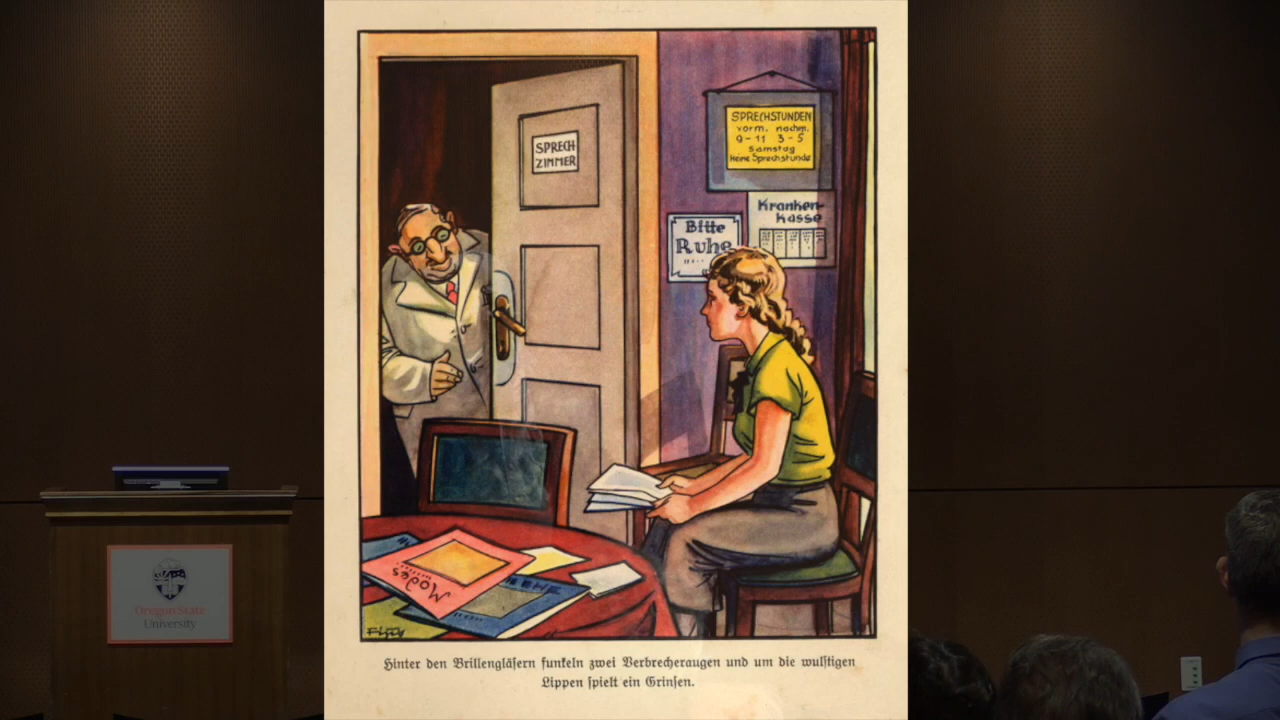 SPRECHSTUNDEN
vorm. nachm.
9-11 3-5
Samstag
keine Sprechstunde
SPRECH
ZIMMER
Kranken-
kasse
Bitte
Ruhe
Modes
Hinter den Brillengläsern funkeln zwei Verbrecheraugen und um die wulstigen
Lippen spielt ein Grinsen.
Oregon State
University